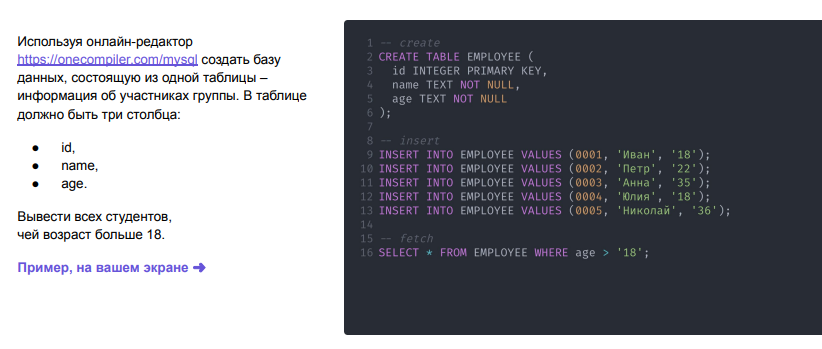 Используя онлайн-редактор
https://onecompiler.com/mysql создать базу
данных, состоящую из одной таблицы –
информация об участниках группы. В таблице
должно быть три столбца:
● id,
● name,
● age.
Вывести всех студентов,
чей возраст больше 18.
Пример, на вашем экране ➜
1 -- create
2 CREATE TABLE EMPLOYEE (
3   id INTEGER PRIMARY KEY,
4   name TEXT NOT NULL,
5   age TEXT NOT NULL
6 );
7
8 -- insert
9 INSERT INTO EMPLOYEE VALUES (0001, 'Иван', '18');
10 INSERT INTO EMPLOYEE VALUES (0002, 'Петр', '22');
11 INSERT INTO EMPLOYEE VALUES (0003, 'Анна', '35');
12 INSERT INTO EMPLOYEE VALUES (0004, 'Юлия', '18');
13 INSERT INTO EMPLOYEE VALUES (0005, 'Николай', '36');
14
15 -- fetch
16 SELECT * FROM EMPLOYEE WHERE age > '18';